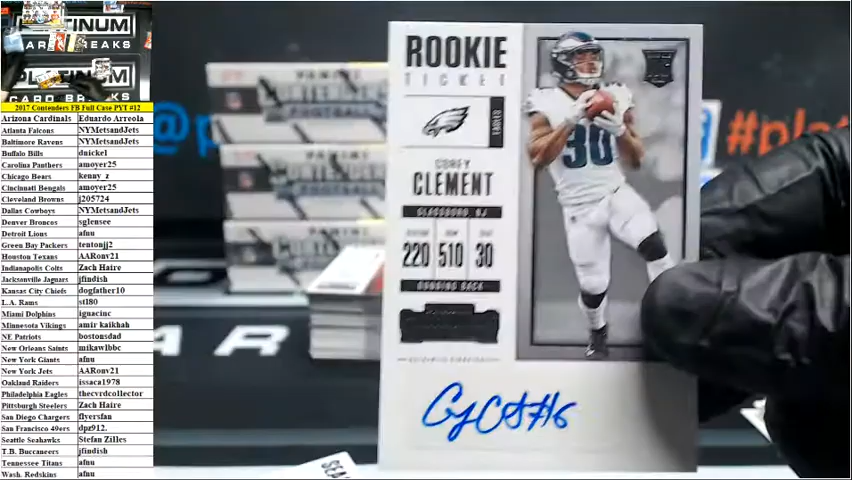 PLATINUM
CARD BREAKS
2017 Contenders FB Full Case PYT #12
Arizona Cardinals Eduardo Arreola
Atlanta Falcons NYMetsandJets
Baltimore Ravens NYMetsandJets
Buffalo Bills dnickel
Carolina Panthers amoyer25
Chicago Bears kenny_z
Cincinnati Bengals amoyer25
Cleveland Browns j205724
Dallas Cowboys NYMetsandJets
Denver Broncos sglensee
Detroit Lions afnu
Green Bay Packers tentonjj2
Houston Texans AARonv21
Indianapolis Colts Zach Haire
Jacksonville Jaguars jfindish
Kansas City Chiefs dogfather10
L.A. Rams stl80
Miami Dolphins ignacinc
Minnesota Vikings amir kaikhah
NE Patriots bostonsdad
New Orleans Saints mikawlbbc
New York Giants afnu
New York Jets AARonv21
Oakland Raiders issaca1978
Philadelphia Eagles thecvrdcollector
Pittsburgh Steelers Zach Haire
San Diego Chargers flyersfan
San Francisco 49ers dpz912.
Seattle Seahawks Stefan Zilles
T.B. Buccaneers jfindish
Tennessee Titans afnu
Wash. Redskins afnu
ROOKIE
TICKET
EAGLES
COREY
CLEMENT
GLASSBORO, NJ
220 510 30
RUNNING BACK
PANINI
PANINI
#plat
@p